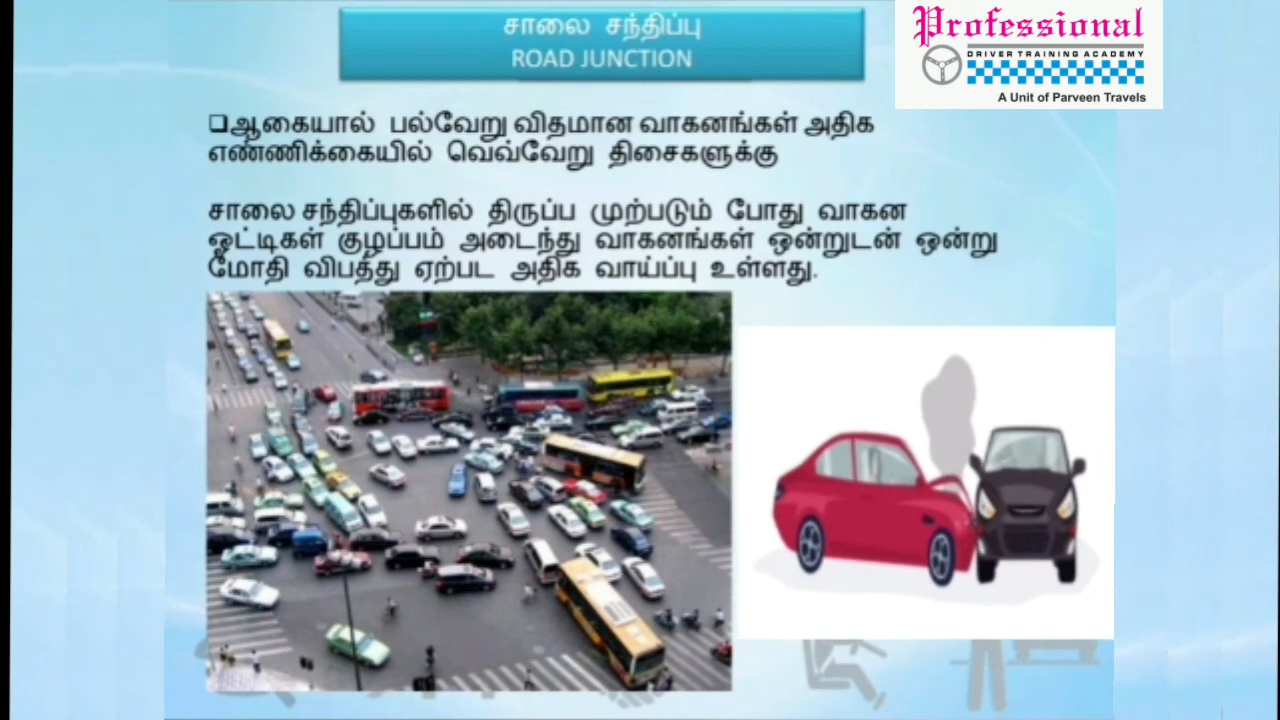 சாலை சந்திப்பு
ROAD JUNCTION
Professional
DRIVER TRAINING ACADEMY
A Unit of Parveen Travels
❑ஆகையால் பல்வேறு விதமான வாகனங்கள் அதிக
எண்ணிக்கையில் வெவ்வேறு திசைகளுக்கு
சாலை சந்திப்புகளில் திருப்ப முற்படும் போது வாகன
ஓட்டிகள் குழப்பம் அடைந்து வாகனங்கள் ஒன்றுடன் ஒன்று
மோதி விபத்து ஏற்பட அதிக வாய்ப்பு உள்ளது.